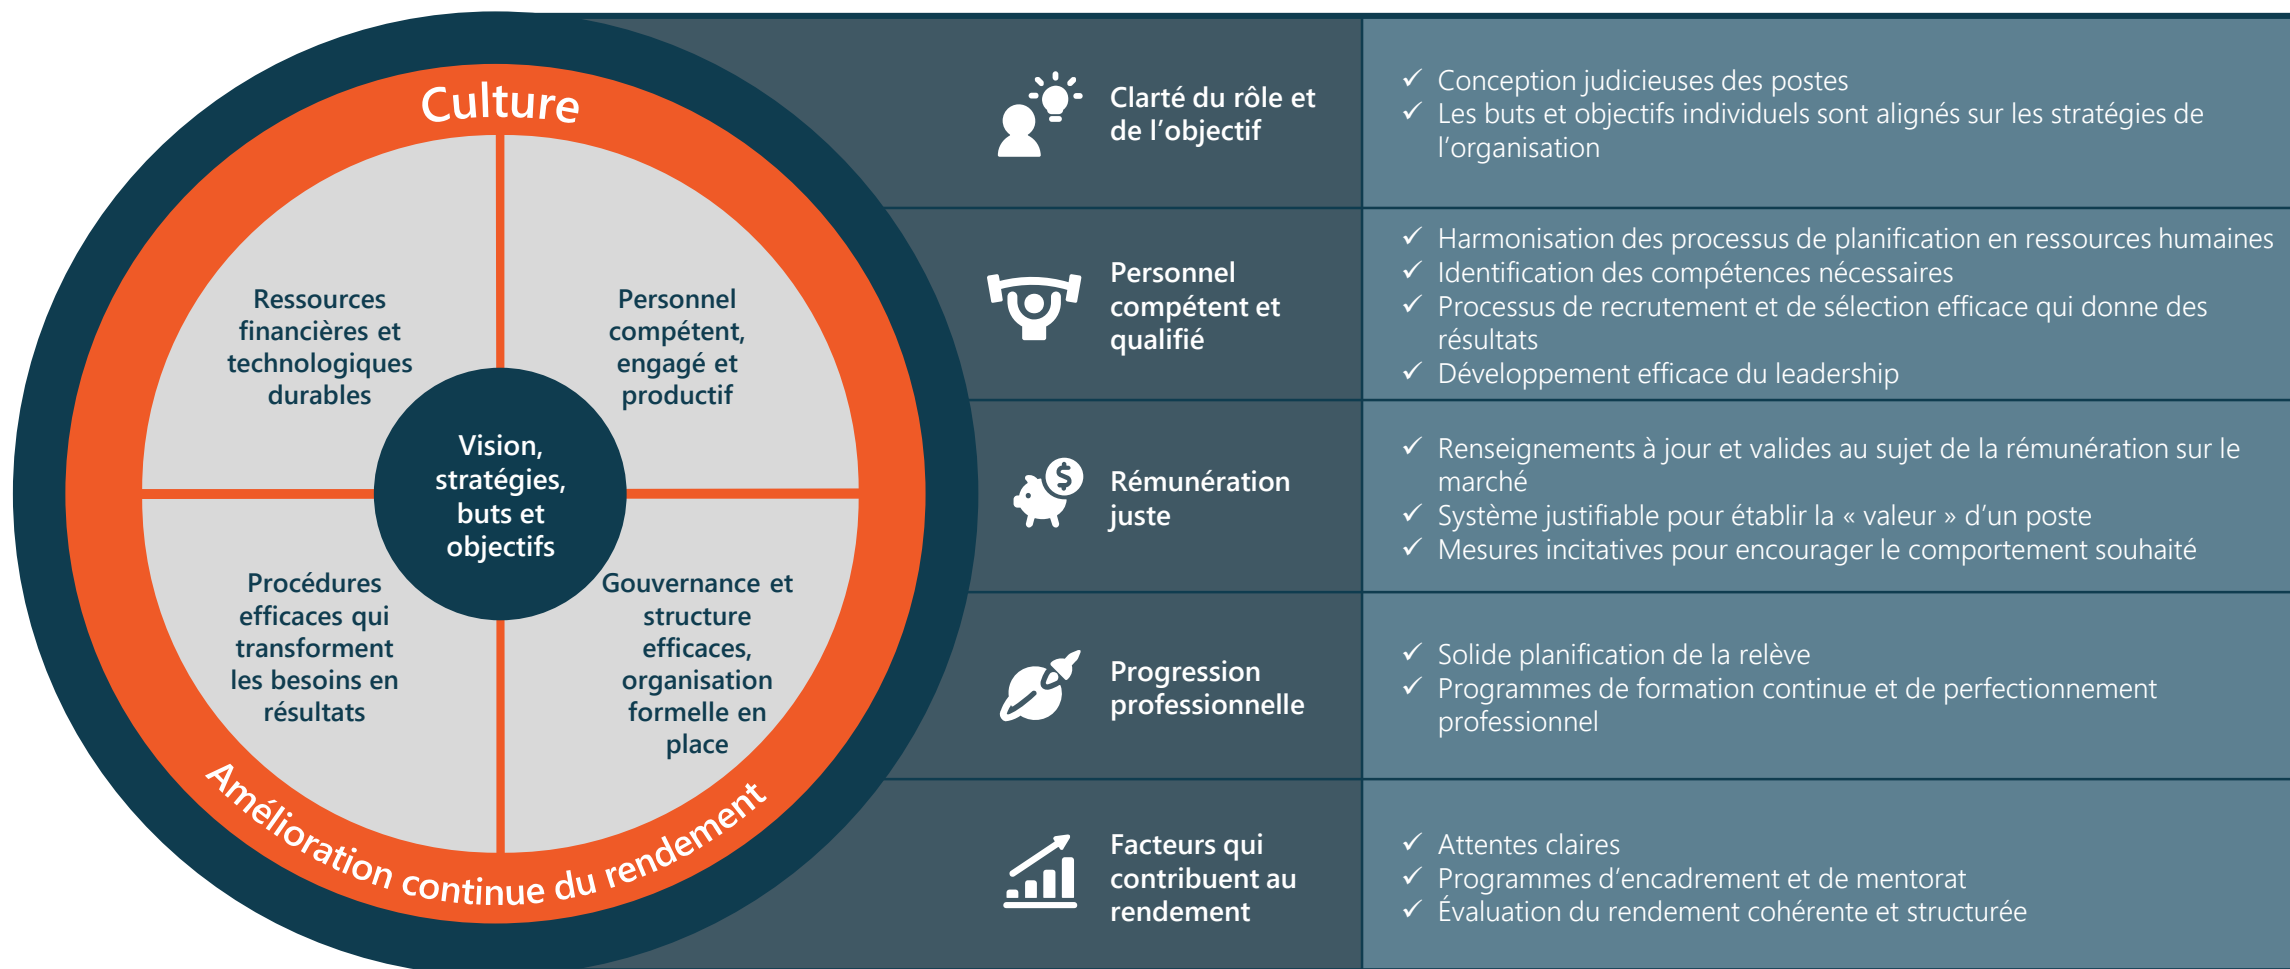 Culture
Ressources
financières et
technologiques
durables
Personnel
compétent,
engagé et
productif
Vision,
stratégies,
buts et
objectifs
Procédures
efficaces qui
transforment
les besoins en
résultats
Gouvernance et
structure
efficaces,
organisation
formelle en
place
Amélioration continue du rendement
Clarté du rôle et
de l’objectif
✓ Conception judicieuses des postes
✓ Les buts et objectifs individuels sont alignés sur les stratégies de
l’organisation
Personnel
compétent et
qualifié
✓ Harmonisation des processus de planification en ressources humaines
✓ Identification des compétences nécessaires
✓ Processus de recrutement et de sélection efficace qui donne des
résultats
✓ Développement efficace du leadership
Rémunération
juste
✓ Renseignements à jour et valides au sujet de la rémunération sur le
marché
✓ Système justifiable pour établir la « valeur » d’un poste
✓ Mesures incitatives pour encourager le comportement souhaité
Progression
professionnelle
✓ Solide planification de la relève
✓ Programmes de formation continue et de perfectionnement
professionnel
Facteurs qui
contribuent au
rendement
✓ Attentes claires
✓ Programmes d’encadrement et de mentorat
✓ Évaluation du rendement cohérente et structurée